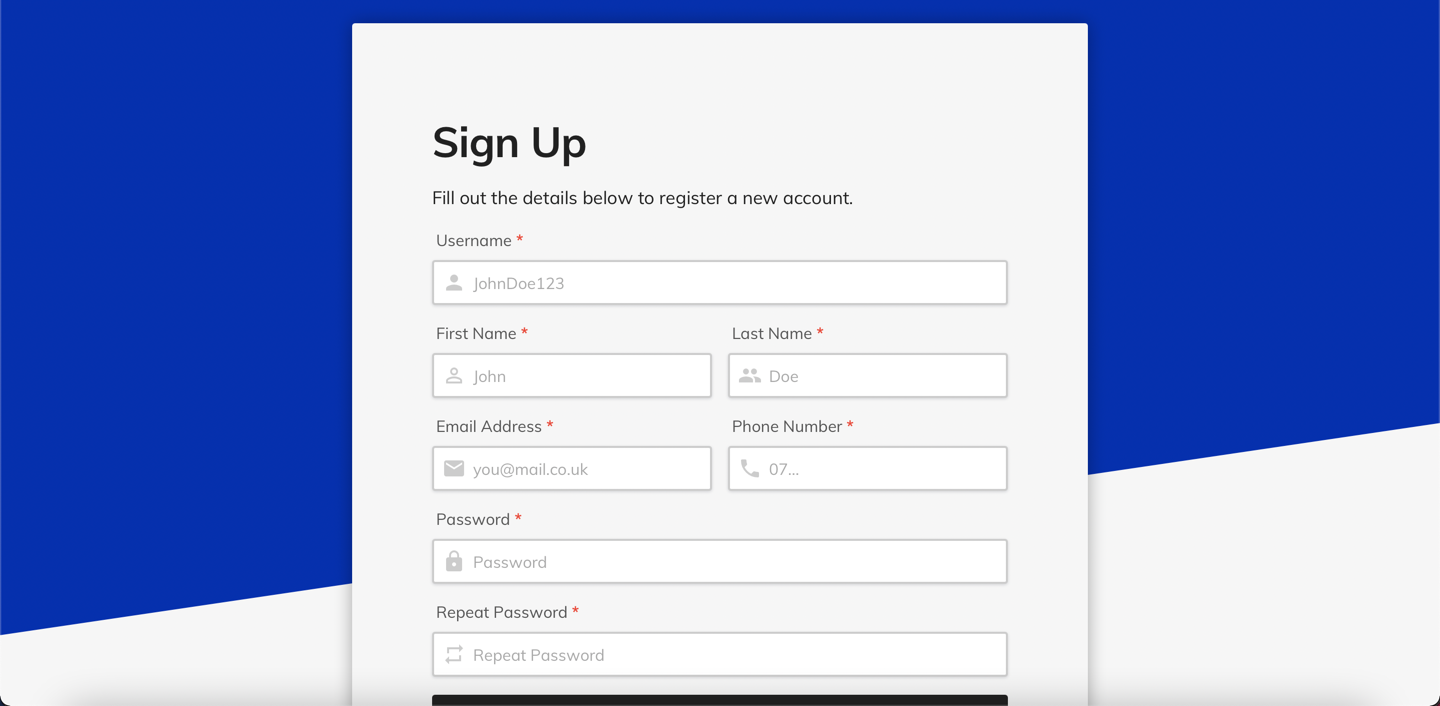 Sign Up
Fill out the details below to register a new account.
Username *
JohnDoe123
First Name * Last Name *
John Doe
Email Address * Phone Number *
you@mail.co.uk 07...
Password *
Password
Repeat Password *
Repeat Password